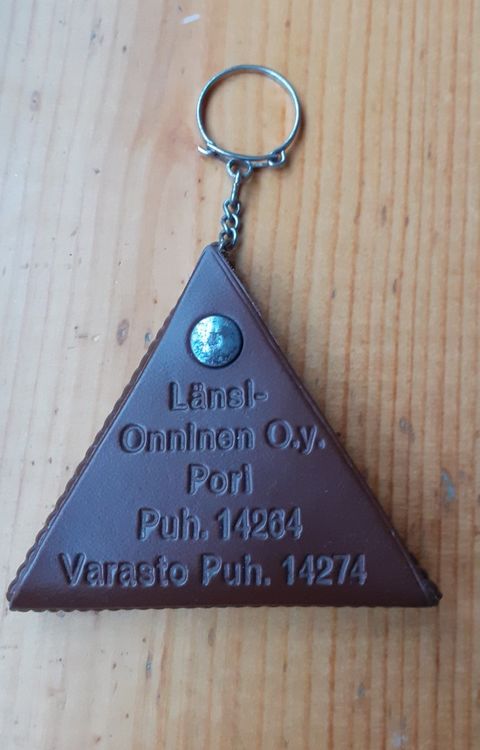 Länsi-
Onninen O.y.
Pori
Puh. 14264
Varasto Puh. 14274